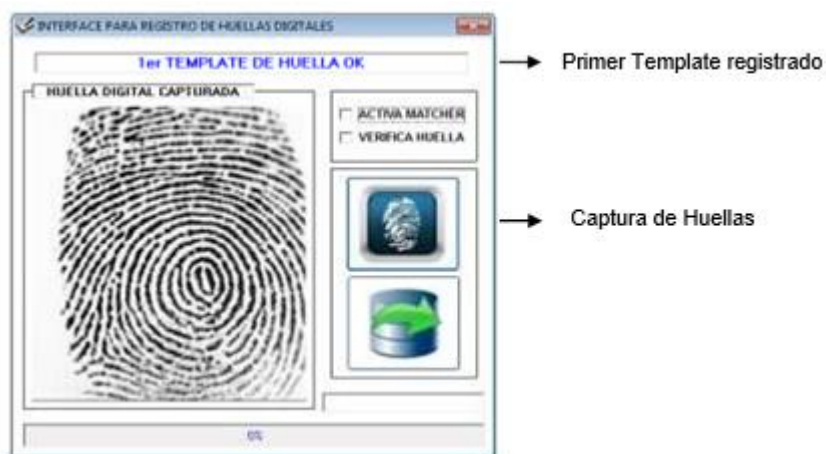 INTERFACE PARA REGISTRO DE HUELLAS DIGITALES
1er TEMPLATE DE HUELLA OK
Primer Template registrado
HUELLA DIGITAL CAPTURADA
ACTIVA MATCHER
VERIFICA HUELLA
Captura de Huellas
0%